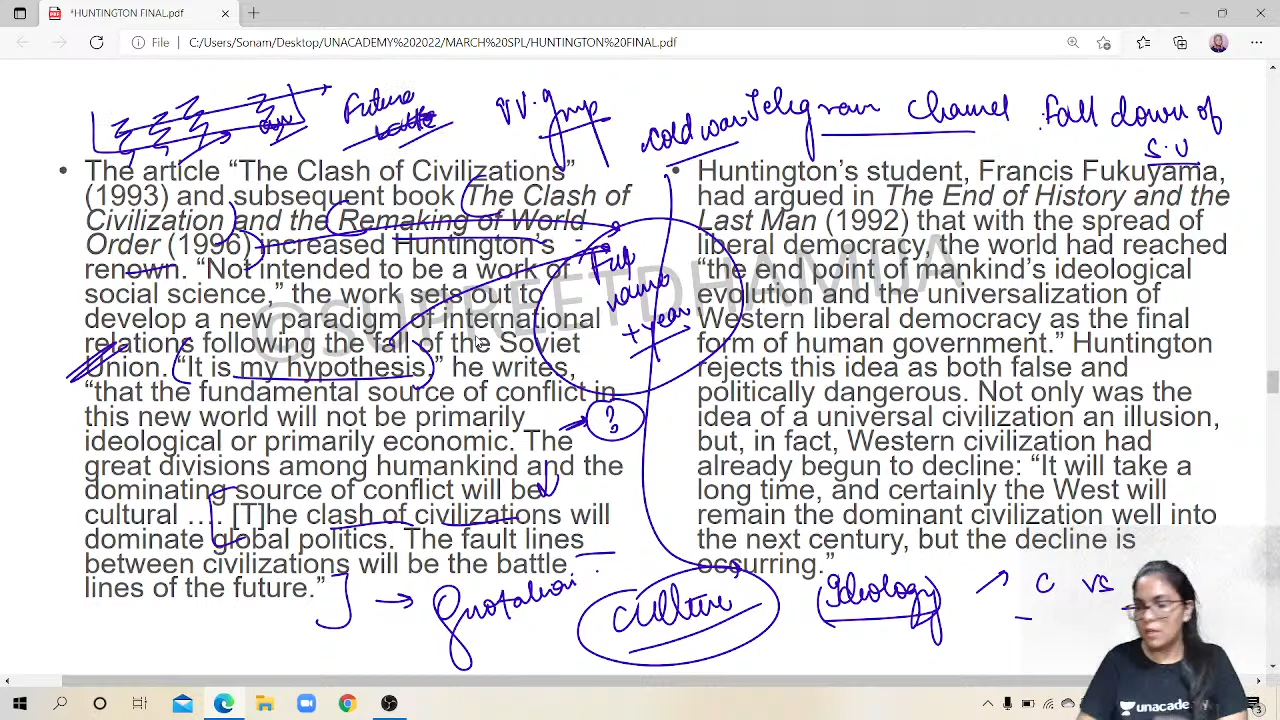 *HUNTINGTON FINAL.pdf
File | C:/Users/Sonam/Desktop/UNACADEMY%202022/MARCH%20SPL/HUNTINGTON%20FINAL.pdf
Future
W. group
cold war
Telegram channel
Fall down of
S.U
• The article “The Clash of Civilizations”
(1993) and subsequent book The Clash of
Civilization and the Remaking of World
Order (1996) increased Huntington’s
renown. “Not intended to be a work of
social science,” the work sets out to
develop a new paradigm of international
relations following the fall of the Soviet
Union. “It is my hypothesis,” he writes,
“that the fundamental source of conflict in
this new world will not be primarily
ideological or primarily economic. The
great divisions among humankind and the
dominating source of conflict will be
cultural …. [T]he clash of civilizations will
dominate global politics. The fault lines
between civilizations will be the battle
lines of the future.”
Quotation
name
+ year
?
culture
• Huntington’s student, Francis Fukuyama,
had argued in The End of History and the
Last Man (1992) that with the spread of
liberal democracy, the world had reached
“the end point of mankind’s ideological
evolution and the universalization of
Western liberal democracy as the final
form of human government.” Huntington
rejects this idea as both false and
politically dangerous. Not only was the
idea of a universal civilization an illusion,
but, in fact, Western civilization had
already begun to decline: “It will take a
long time, and certainly the West will
remain the dominant civilization well into
the next century, but the decline is
occurring.”
(Ideology)
C vs
@SUPREETDHAMIJA
unacademy
3